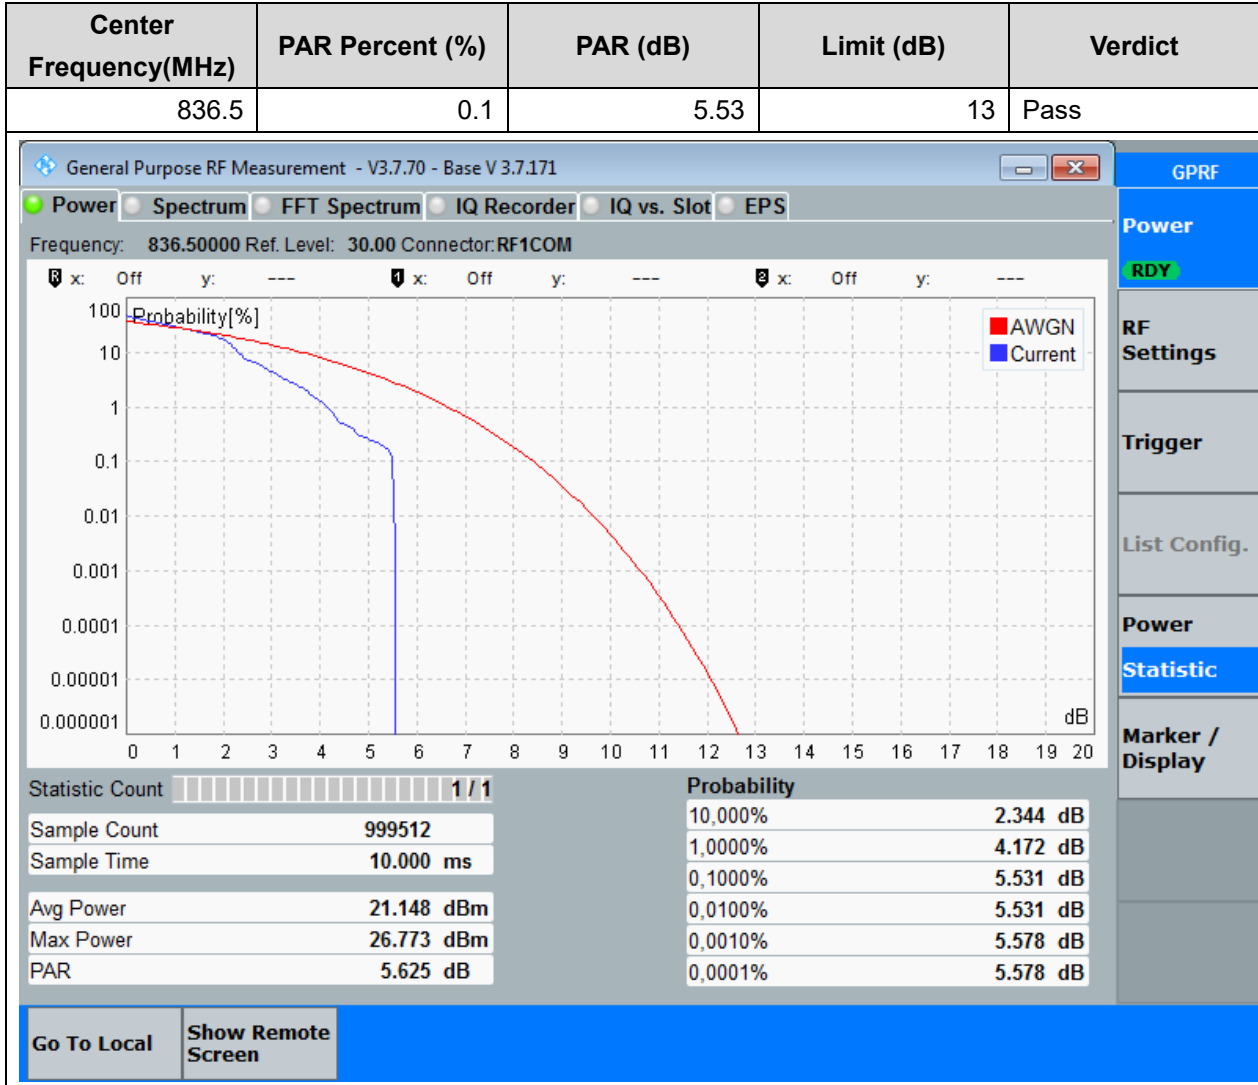 Center Frequency(MHz) PAR Percent (%) PAR (dB) Limit (dB) Verdict
836.5 0.1 5.53 13 Pass
General Purpose RF Measurement - V3.7.70 - Base V 3.7.171
GPRF
Power Spectrum FFT Spectrum IQ Recorder IQ vs. Slot EPS
Frequency: 836.50000 Ref. Level: 30.00 Connector: RF1COM
R x: Off y: --- 1 x: Off y: --- 2 x: Off y: ---
Probability[%]
AWGN
Current
100
10
1
0.1
0.01
0.001
0.0001
0.00001
0.000001
dB
0 1 2 3 4 5 6 7 8 9 10 11 12 13 14 15 16 17 18 19 20
Statistic Count 1 / 1
Sample Count 999512
Sample Time 10.000 ms
Avg Power 21.148 dBm
Max Power 26.773 dBm
PAR 5.625 dB
Probability
10,000% 2.344 dB
1,0000% 4.172 dB
0,1000% 5.531 dB
0,0100% 5.531 dB
0,0010% 5.578 dB
0,0001% 5.578 dB
Power
RDY
RF
Settings
Trigger
List Config.
Power
Statistic
Marker /
Display
Go To Local
Show Remote
Screen